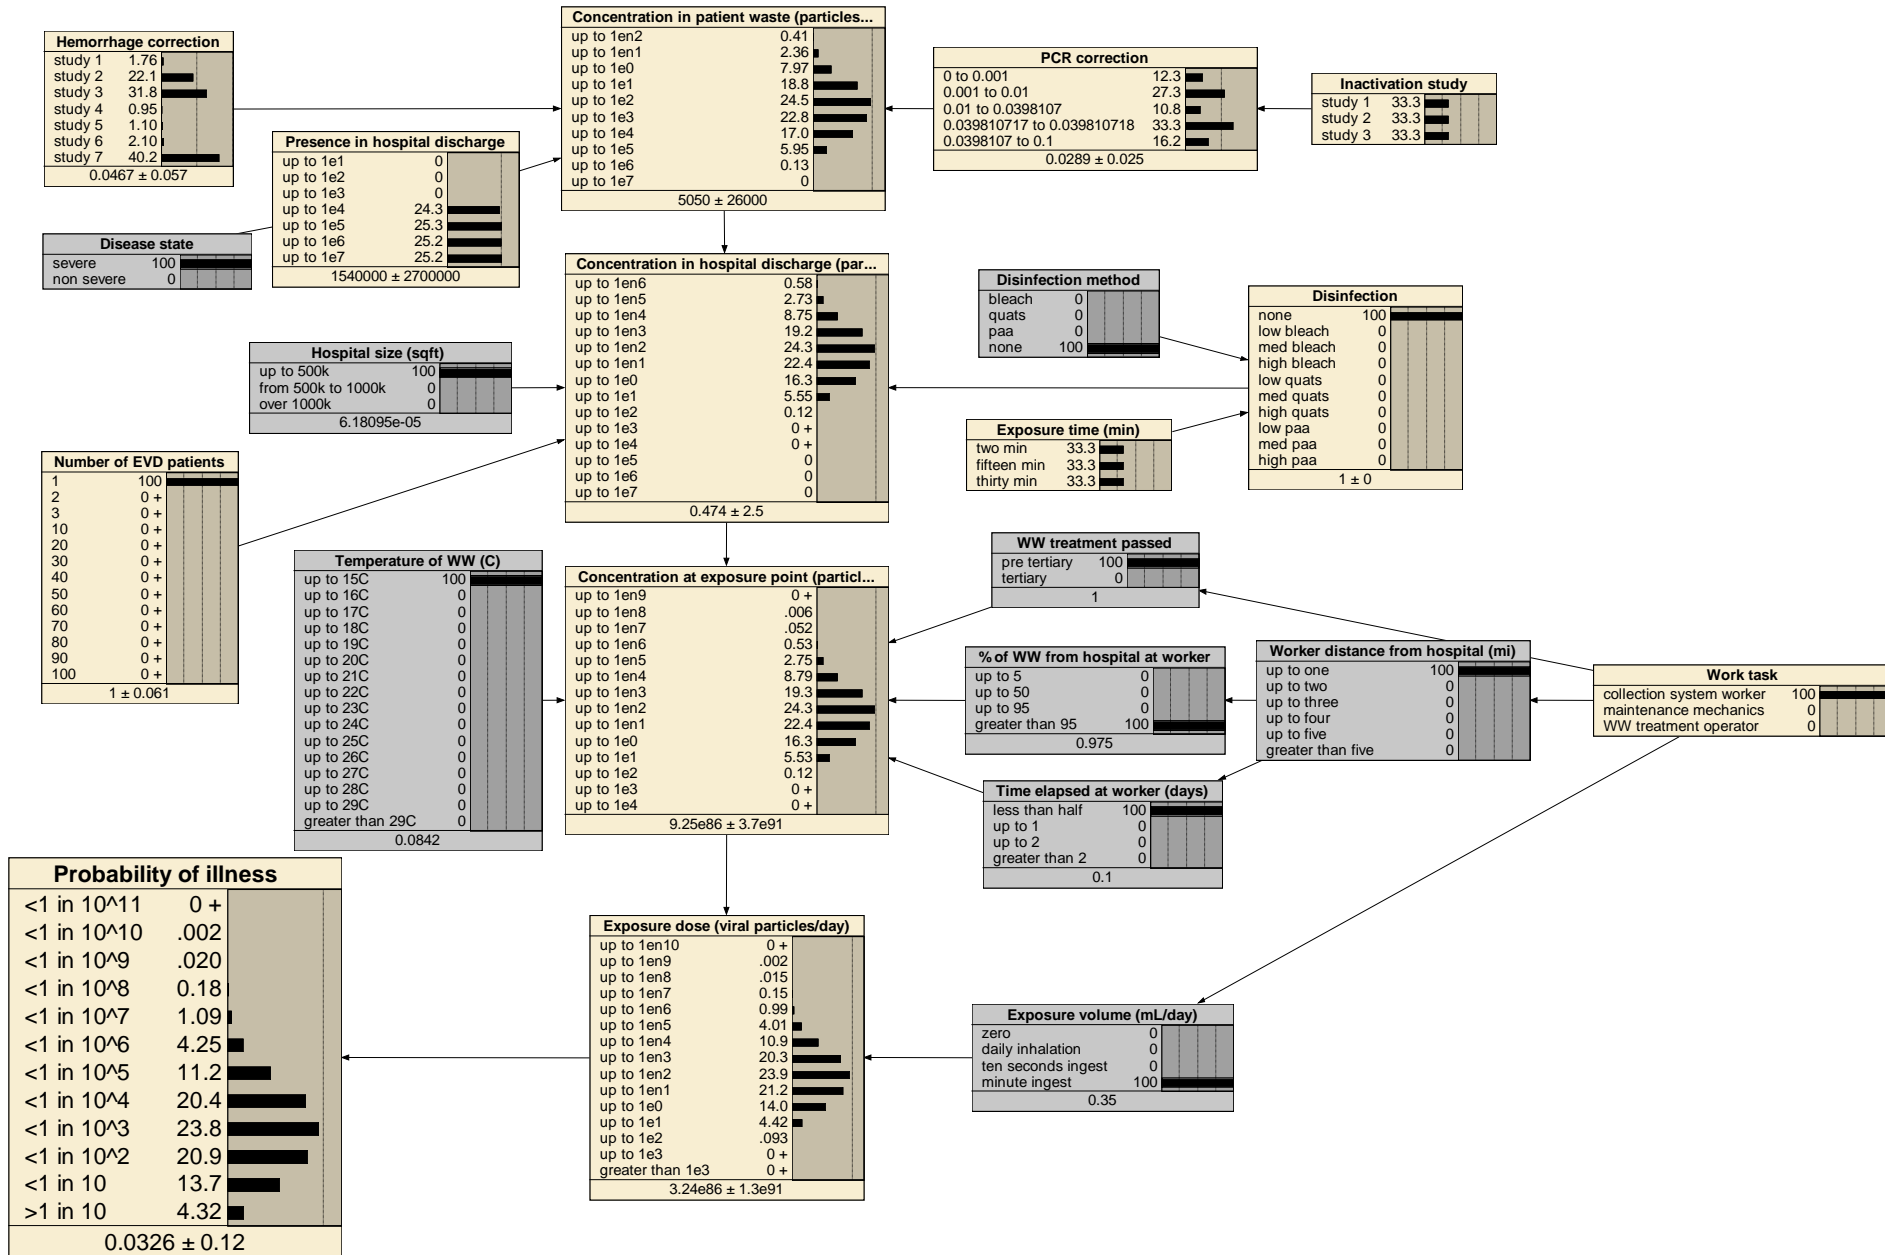 Concentration in patient waste (particles...
up to 1en2 0.41
up to 1en1 2.36
up to 1e0 7.97
up to 1e1 18.8
up to 1e2 24.5
up to 1e3 22.8
up to 1e4 17.0
up to 1e5 5.95
up to 1e6 0.13
up to 1e7 0
5050 ± 26000
Hemorrhage correction
study 1 1.76
study 2 22.1
study 3 31.8
study 4 0.95
study 5 1.10
study 6 2.10
study 7 40.2
0.0467 ± 0.057
PCR correction
0 to 0.001 12.3
0.001 to 0.01 27.3
0.01 to 0.0398107 10.8
0.039810717 to 0.039810718 33.3
0.0398107 to 0.1 16.2
0.0289 ± 0.025
Inactivation study
study 1 33.3
study 2 33.3
study 3 33.3
Presence in hospital discharge
up to 1e1 0
up to 1e2 0
up to 1e3 0
up to 1e4 24.3
up to 1e5 25.3
up to 1e6 25.2
up to 1e7 25.2
1540000 ± 2700000
Disease state
severe 100
non severe 0
Concentration in hospital discharge (par...
up to 1en6 0.58
up to 1en5 2.73
up to 1en4 8.75
up to 1en3 19.2
up to 1en2 24.3
up to 1en1 22.4
up to 1e0 16.3
up to 1e1 5.55
up to 1e2 0.12
up to 1e3 0 +
up to 1e4 0 +
up to 1e5 0
up to 1e6 0
up to 1e7 0
0.474 ± 2.5
Disinfection method
bleach 0
quats 0
paa 0
none 100
Disinfection
none 100
low bleach 0
med bleach 0
high bleach 0
low quats 0
med quats 0
high quats 0
low paa 0
med paa 0
high paa 0
1 ± 0
Hospital size (sqft)
up to 500k 100
from 500k to 1000k 0
over 1000k 0
6.18095e-05
Exposure time (min)
two min 33.3
fifteen min 33.3
thirty min 33.3
Number of EVD patients
1 100
2 0 +
3 0 +
10 0 +
20 0 +
30 0 +
40 0 +
50 0 +
60 0 +
70 0 +
80 0 +
90 0 +
100 0 +
1 ± 0.061
Temperature of WW (C)
up to 15C 100
up to 16C 0
up to 17C 0
up to 18C 0
up to 19C 0
up to 20C 0
up to 21C 0
up to 22C 0
up to 23C 0
up to 24C 0
up to 25C 0
up to 26C 0
up to 27C 0
up to 28C 0
up to 29C 0
greater than 29C 0
0.0842
Concentration at exposure point (particl...
up to 1en9 0 +
up to 1en8 .006
up to 1en7 .052
up to 1en6 0.53
up to 1en5 2.75
up to 1en4 8.79
up to 1en3 19.3
up to 1en2 24.3
up to 1en1 22.4
up to 1e0 16.3
up to 1e1 5.53
up to 1e2 0.12
up to 1e3 0 +
up to 1e4 0 +
9.25e86 ± 3.7e91
WW treatment passed
pre tertiary 100
tertiary 0
1
% of WW from hospital at worker
up to 5 0
up to 50 0
up to 95 0
greater than 95 100
0.975
Worker distance from hospital (mi)
up to one 100
up to two 0
up to three 0
up to four 0
up to five 0
greater than five 0
Work task
collection system worker 100
maintenance mechanics 0
WW treatment operator 0
Time elapsed at worker (days)
less than half 100
up to 1 0
up to 2 0
greater than 2 0
0.1
Probability of illness
<1 in 10^11 0 +
<1 in 10^10 .002
<1 in 10^9 .020
<1 in 10^8 0.18
<1 in 10^7 1.09
<1 in 10^6 4.25
<1 in 10^5 11.2
<1 in 10^4 20.4
<1 in 10^3 23.8
<1 in 10^2 20.9
<1 in 10 13.7
>1 in 10 4.32
0.0326 ± 0.12
Exposure dose (viral particles/day)
up to 1en10 0 +
up to 1en9 .002
up to 1en8 .015
up to 1en7 0.15
up to 1en6 0.99
up to 1en5 4.01
up to 1en4 10.9
up to 1en3 20.3
up to 1en2 23.9
up to 1en1 21.2
up to 1e0 14.0
up to 1e1 4.42
up to 1e2 .093
up to 1e3 0 +
greater than 1e3 0 +
3.24e86 ± 1.3e91
Exposure volume (mL/day)
zero 0
daily inhalation 0
ten seconds ingest 0
minute ingest 100
0.35